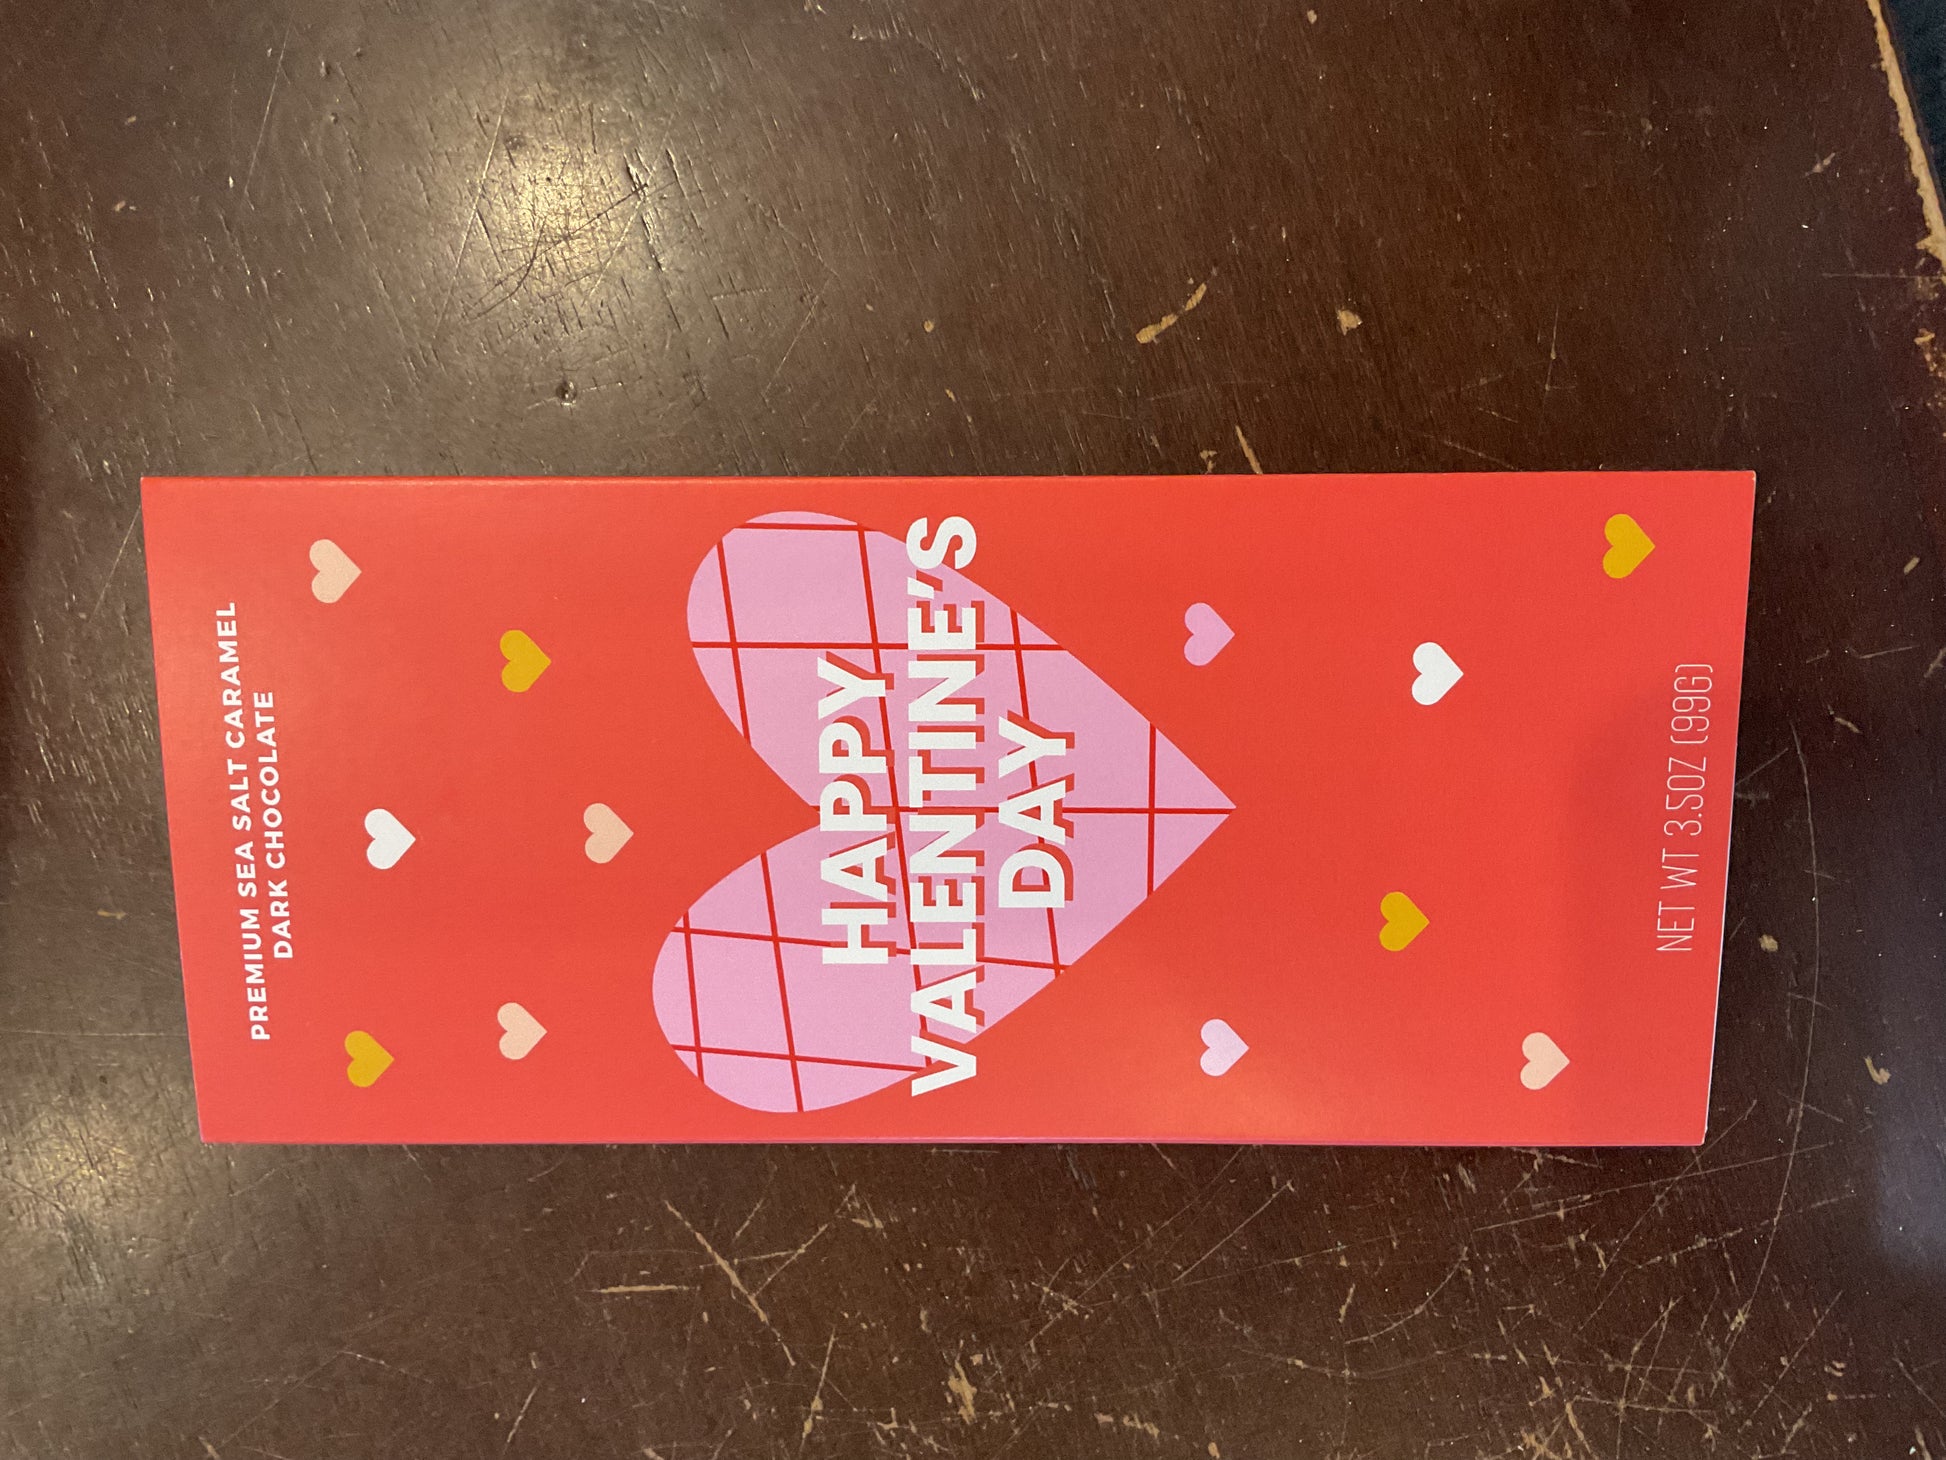 PREMIUM SEA SALT CARAMEL
DARK CHOCOLATE
HAPPY
VALENTINE'S
DAY
NET WT 3.5OZ (99G)